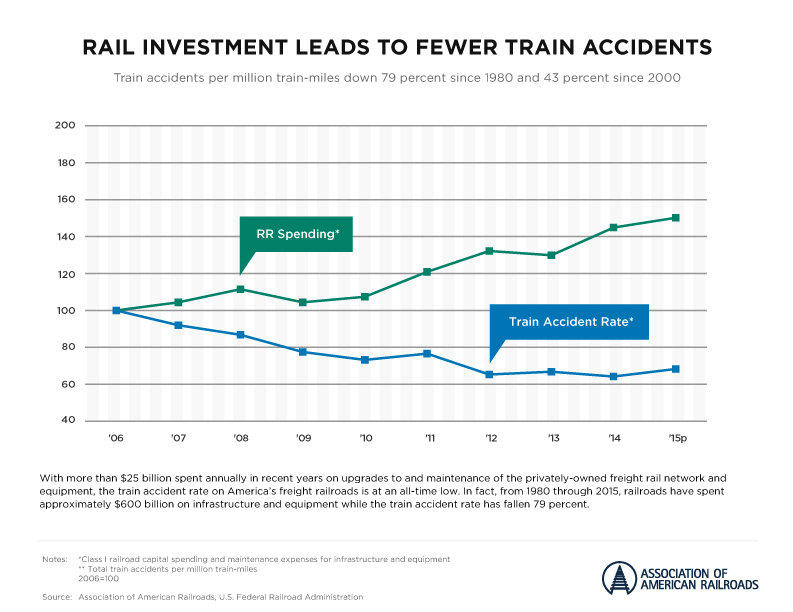 RAIL INVESTMENT LEADS TO FEWER TRAIN ACCIDENTS
Train accidents per million train-miles down 79 percent since 1980 and 43 percent since 2000
200
180
160
140
120
100
80
60
40
RR Spending*
Train Accident Rate*
'06 '07 '08 '09 '10 '11 '12 '13 '14 '15p
With more than $25 billion spent annually in recent years on upgrades to and maintenance of the privately-owned freight rail network and
equipment, the train accident rate on America's freight railroads is at an all-time low. In fact, from 1980 through 2015, railroads have spent
approximately $600 billion on infrastructure and equipment while the train accident rate has fallen 79 percent.
Notes: *Class I railroad capital spending and maintenance expenses for infrastructure and equipment
** Total train accidents per million train-miles
2006=100
Source: Association of American Railroads, U.S. Federal Railroad Administration
ASSOCIATION OF
AMERICAN RAILROADS